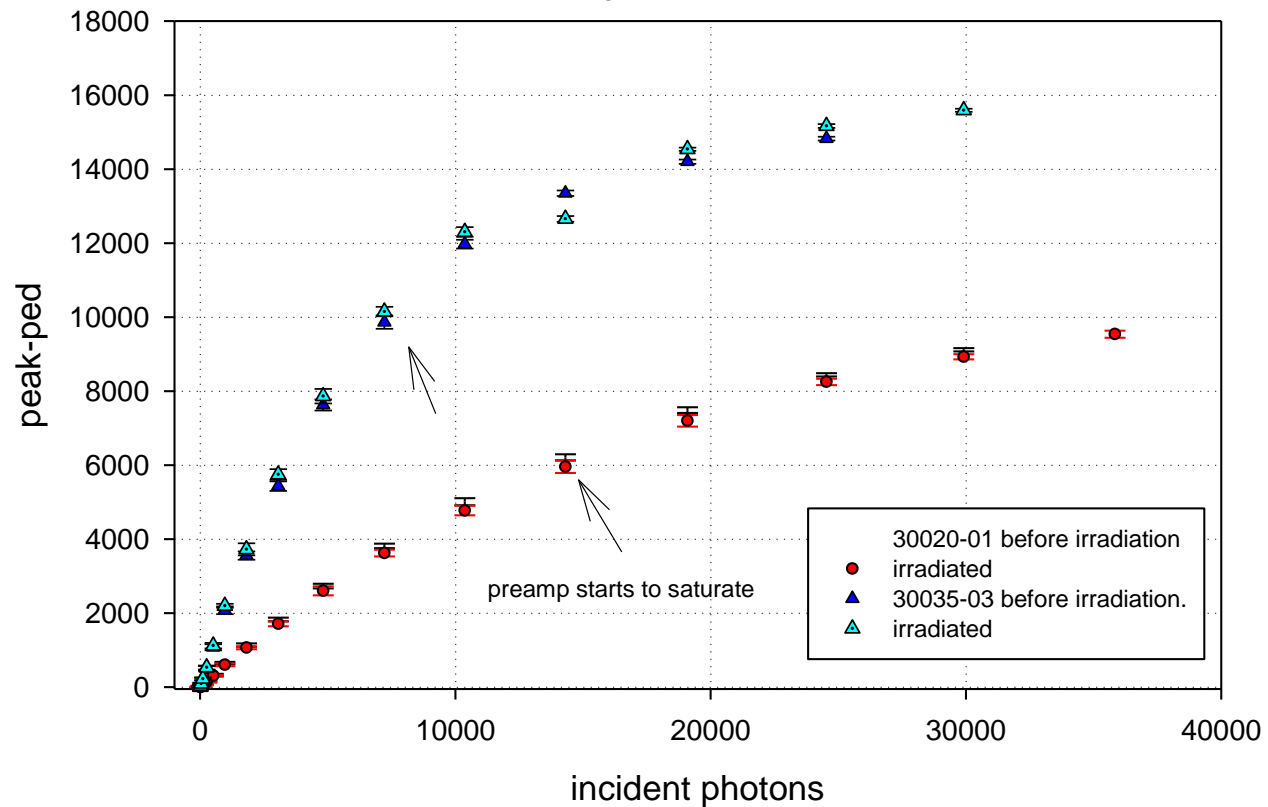 18000
16000
14000
12000
10000
8000
6000
4000
2000
0
peak-ped
preamp starts to saturate
30020-01 before irradiation
irradiated
30035-03 before irradiation.
irradiated
0 10000 20000 30000 40000
incident photons